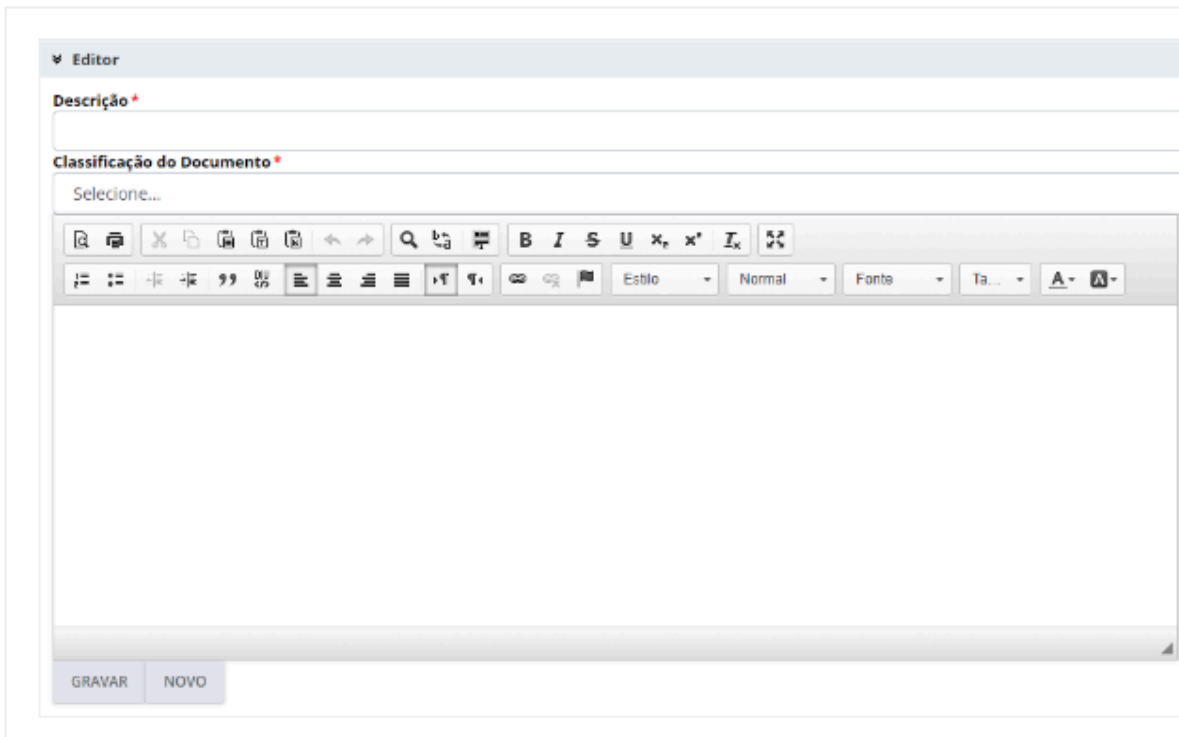 Editor
Descrição *
Classificação do Documento *
Selecione...
Estilo Normal Fonte Ta...
GRAVAR NOVO